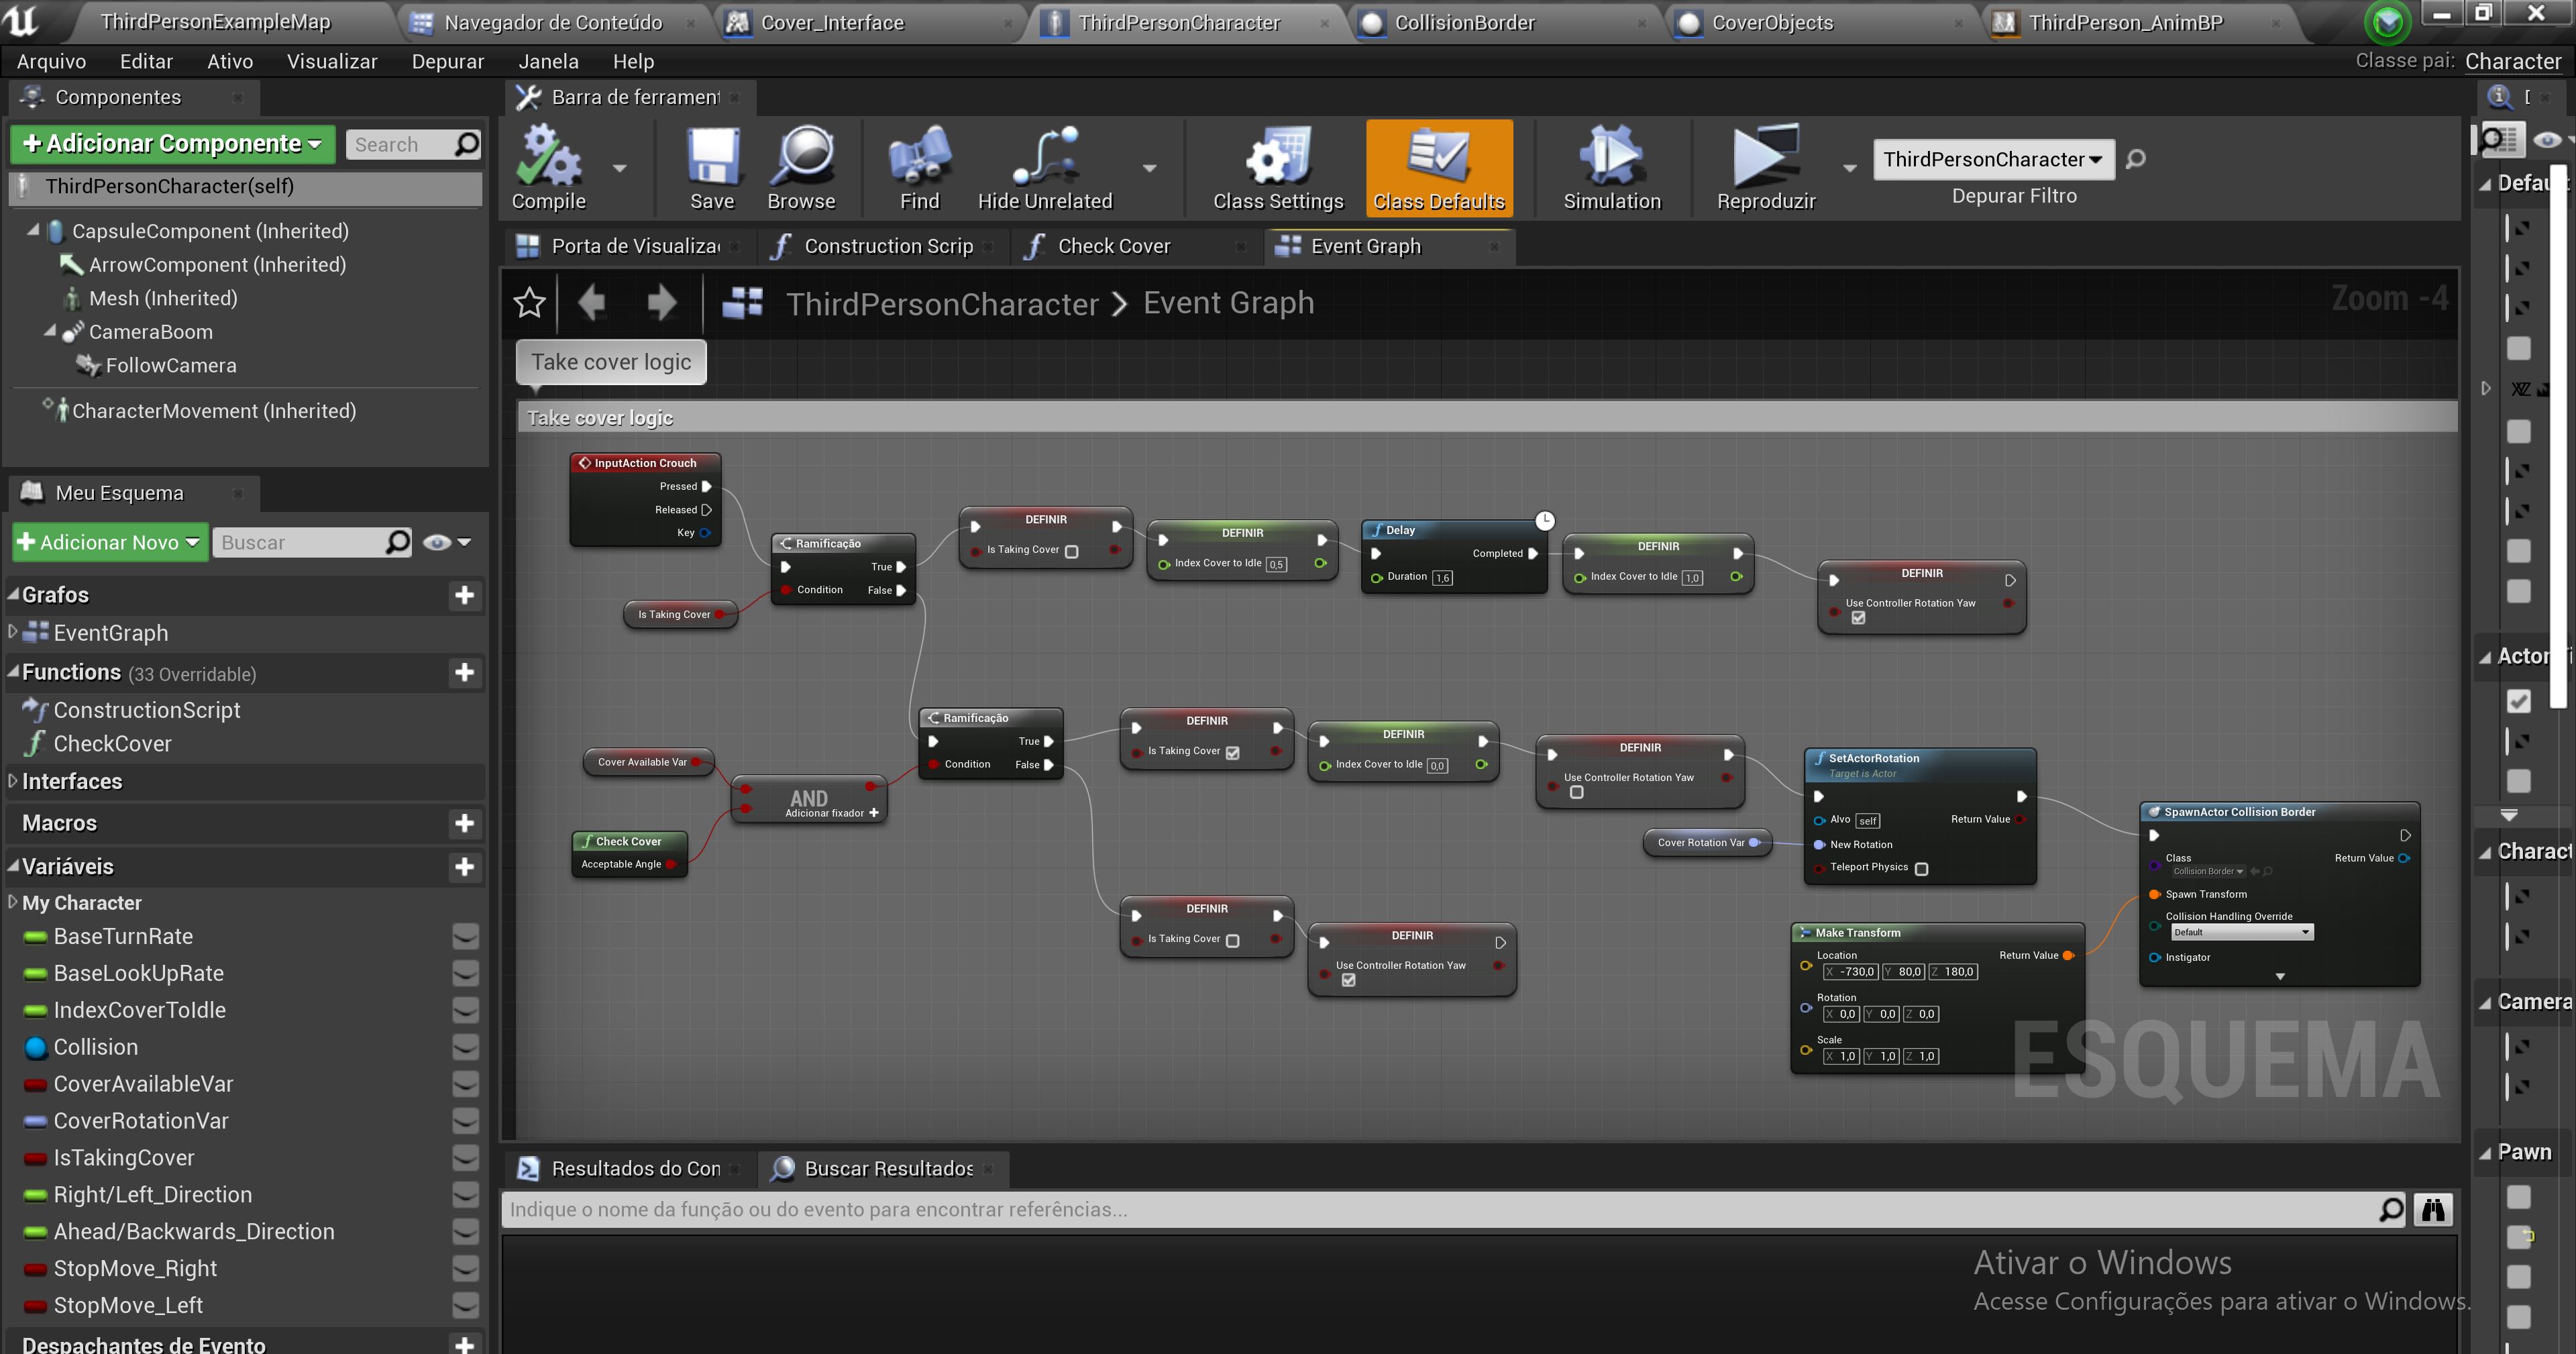 ThirdPersonExampleMap
Navegador de Conteúdo
Cover_Interface
ThirdPersonCharacter
CollisionBorder
CoverObjects
ThirdPerson_AnimBP
Arquivo Editar Ativo Visualizar Depurar Janela Help
Classe pai: Character
Componentes
Adicionar Componente
Search
ThirdPersonCharacter(self)
CapsuleComponent (Inherited)
ArrowComponent (Inherited)
Mesh (Inherited)
CameraBoom
FollowCamera
CharacterMovement (Inherited)
Meu Esquema
Adicionar Novo
Buscar
Grafos
EventGraph
Functions (33 Overridable)
ConstructionScript
CheckCover
Interfaces
Macros
Variáveis
My Character
BaseTurnRate
BaseLookUpRate
IndexCoverToIdle
Collision
CoverAvailableVar
CoverRotationVar
IsTakingCover
Right/Left_Direction
Ahead/Backwards_Direction
StopMove_Right
StopMove_Left
Despachantes de Evento
Barra de ferrament
Compile
Save
Browse
Find
Hide Unrelated
Class Settings
Class Defaults
Simulation
Reproduzir
ThirdPersonCharacter
Depurar Filtro
Porta de Visualiza
Construction Scrip
Check Cover
Event Graph
ThirdPersonCharacter > Event Graph
Zoom -4
Take cover logic
Take cover logic
InputAction Crouch
Pressed
Released
Key
Is Taking Cover
Ramificação
True
Condition False
DEFINIR
Is Taking Cover
DEFINIR
Index Cover to Idle 0,5
Delay
Completed
Duration 1,6
DEFINIR
Index Cover to Idle 1,0
DEFINIR
Use Controller Rotation Yaw
Cover Available Var
Check Cover
Acceptable Angle
AND
Adicionar fixador
Ramificação
True
Condition False
DEFINIR
Is Taking Cover
DEFINIR
Index Cover to Idle 0,0
DEFINIR
Use Controller Rotation Yaw
Cover Rotation Var
SetActorRotation
Target is Actor
Alvo self Return Value
New Rotation
Teleport Physics
SpawnActor Collision Border
Class Return Value
Collision Border
Spawn Transform
Collision Handling Override
Default
Instigator
DEFINIR
Is Taking Cover
DEFINIR
Use Controller Rotation Yaw
Make Transform
Location Return Value
X -730,0 Y 80,0 Z 180,0
Rotation
X 0,0 Y 0,0 Z 0,0
Scale
X 1,0 Y 1,0 Z 1,0
ESQUEMA
Resultados do Con
Buscar Resultados
Indique o nome da função ou do evento para encontrar referências...
Ativar o Windows
Acesse Configurações para ativar o Windows.
Defau
Actor
Charact
Camera
Pawn